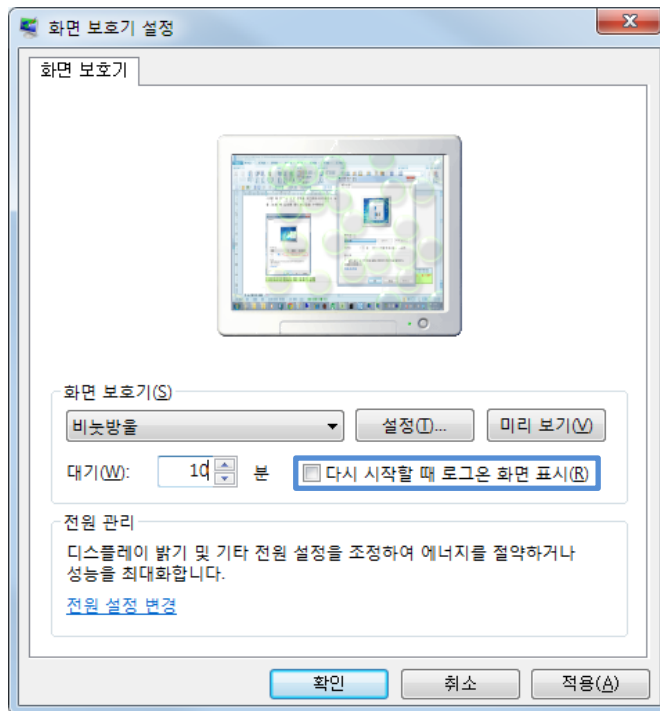 화면 보호기 설정
화면 보호기
화면 보호기(S)
비눗방울
설정(T)...
미리 보기(V)
대기(W):
10
분
다시 시작할 때 로그온 화면 표시(R)
전원 관리
디스플레이 밝기 및 기타 전원 설정을 조정하여 에너지를 절약하거나
성능을 최대화합니다.
전원 설정 변경
확인
취소
적용(A)